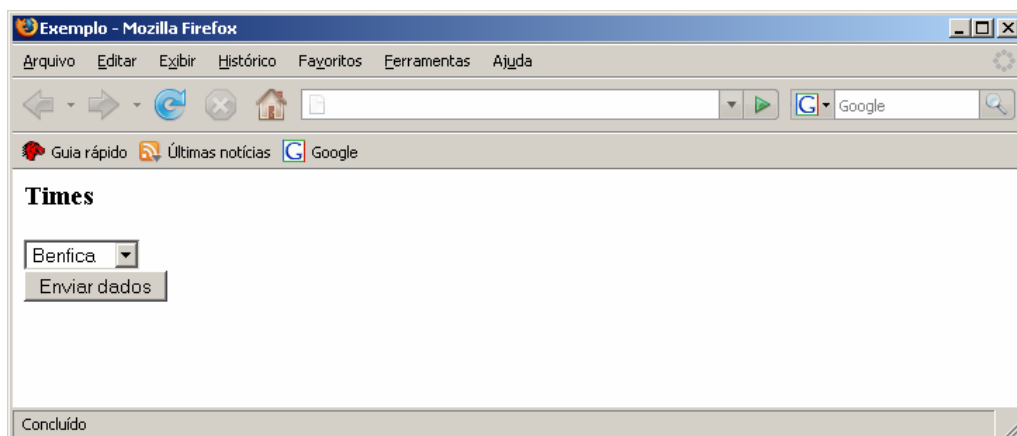 Exemplo - Mozilla Firefox
Arquivo Editar Exibir Histórico Favoritos Ferramentas Ajuda
G Google
Guia rápido Últimas notícias G Google
Times
Benfica
Enviar dados
Concluído